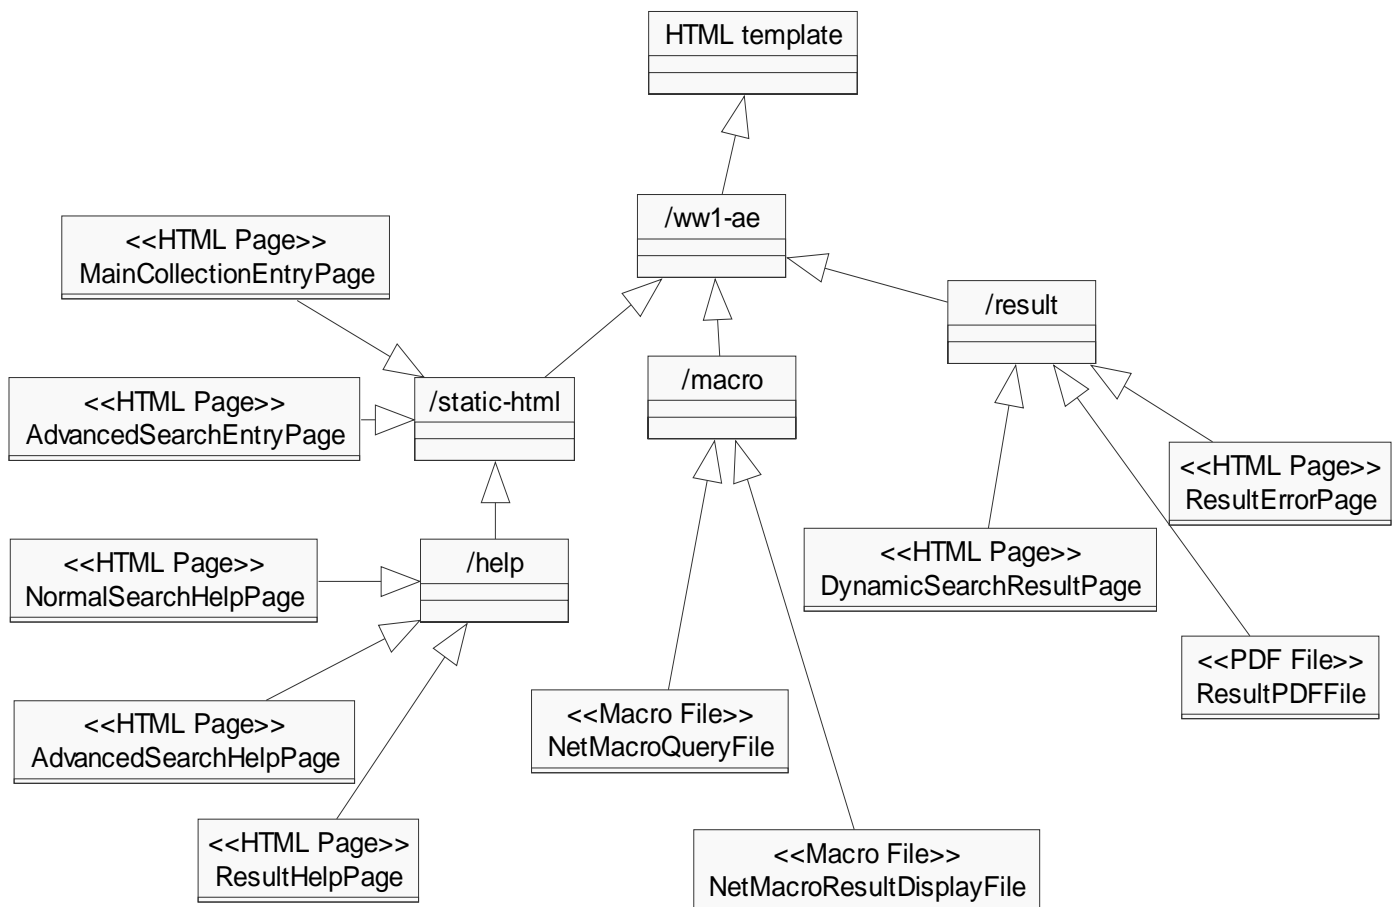 HTML template
/ww1-ae
<<HTML Page>>
MainCollectionEntryPage
/result
/macro
/static-html
<<HTML Page>>
AdvancedSearchEntryPage
<<HTML Page>>
ResultErrorPage
<<HTML Page>>
DynamicSearchResultPage
/help
<<HTML Page>>
NormalSearchHelpPage
<<PDF File>>
ResultPDFFile
<<Macro File>>
NetMacroQueryFile
<<HTML Page>>
AdvancedSearchHelpPage
<<HTML Page>>
ResultHelpPage
<<Macro File>>
NetMacroResultDisplayFile